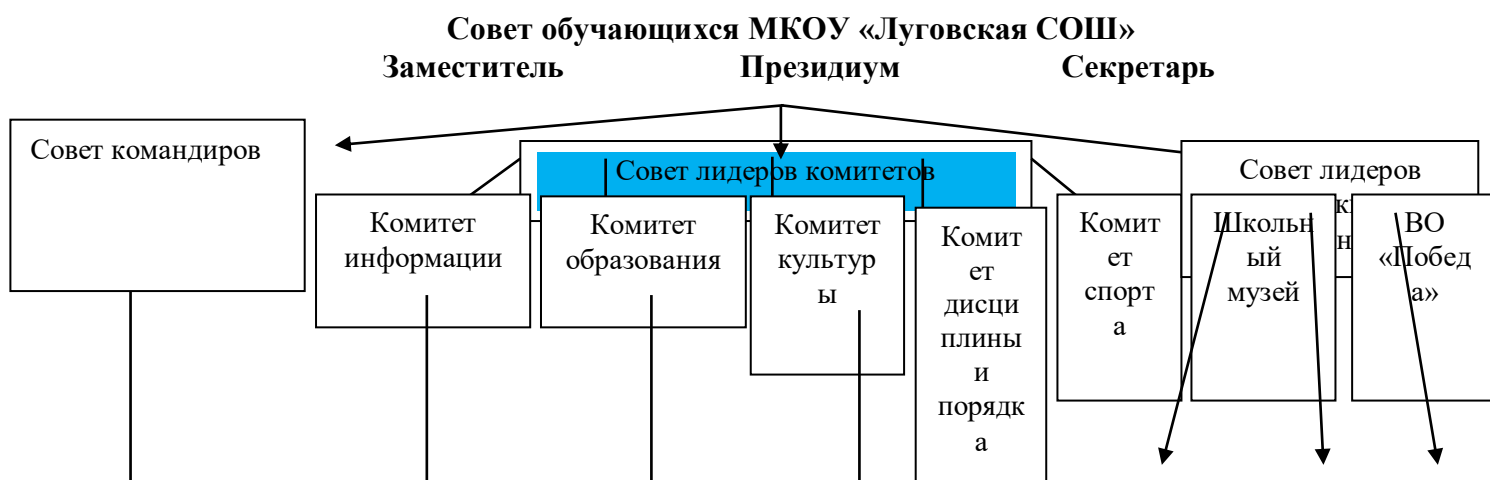 Совет обучающихся МКОУ «Луговская СОШ»
Заместитель Президиум Секретарь
Совет командиров
Совет лидеров комитетов
Совет лидеров
Комитет
информации
Комитет
образования
Комитет
культур
ы
Комит
ет
дисци
плины
и
порядк
а
Комит
ет
спорт
а
Школьн
ый
музей
ВО
«Побед
а»